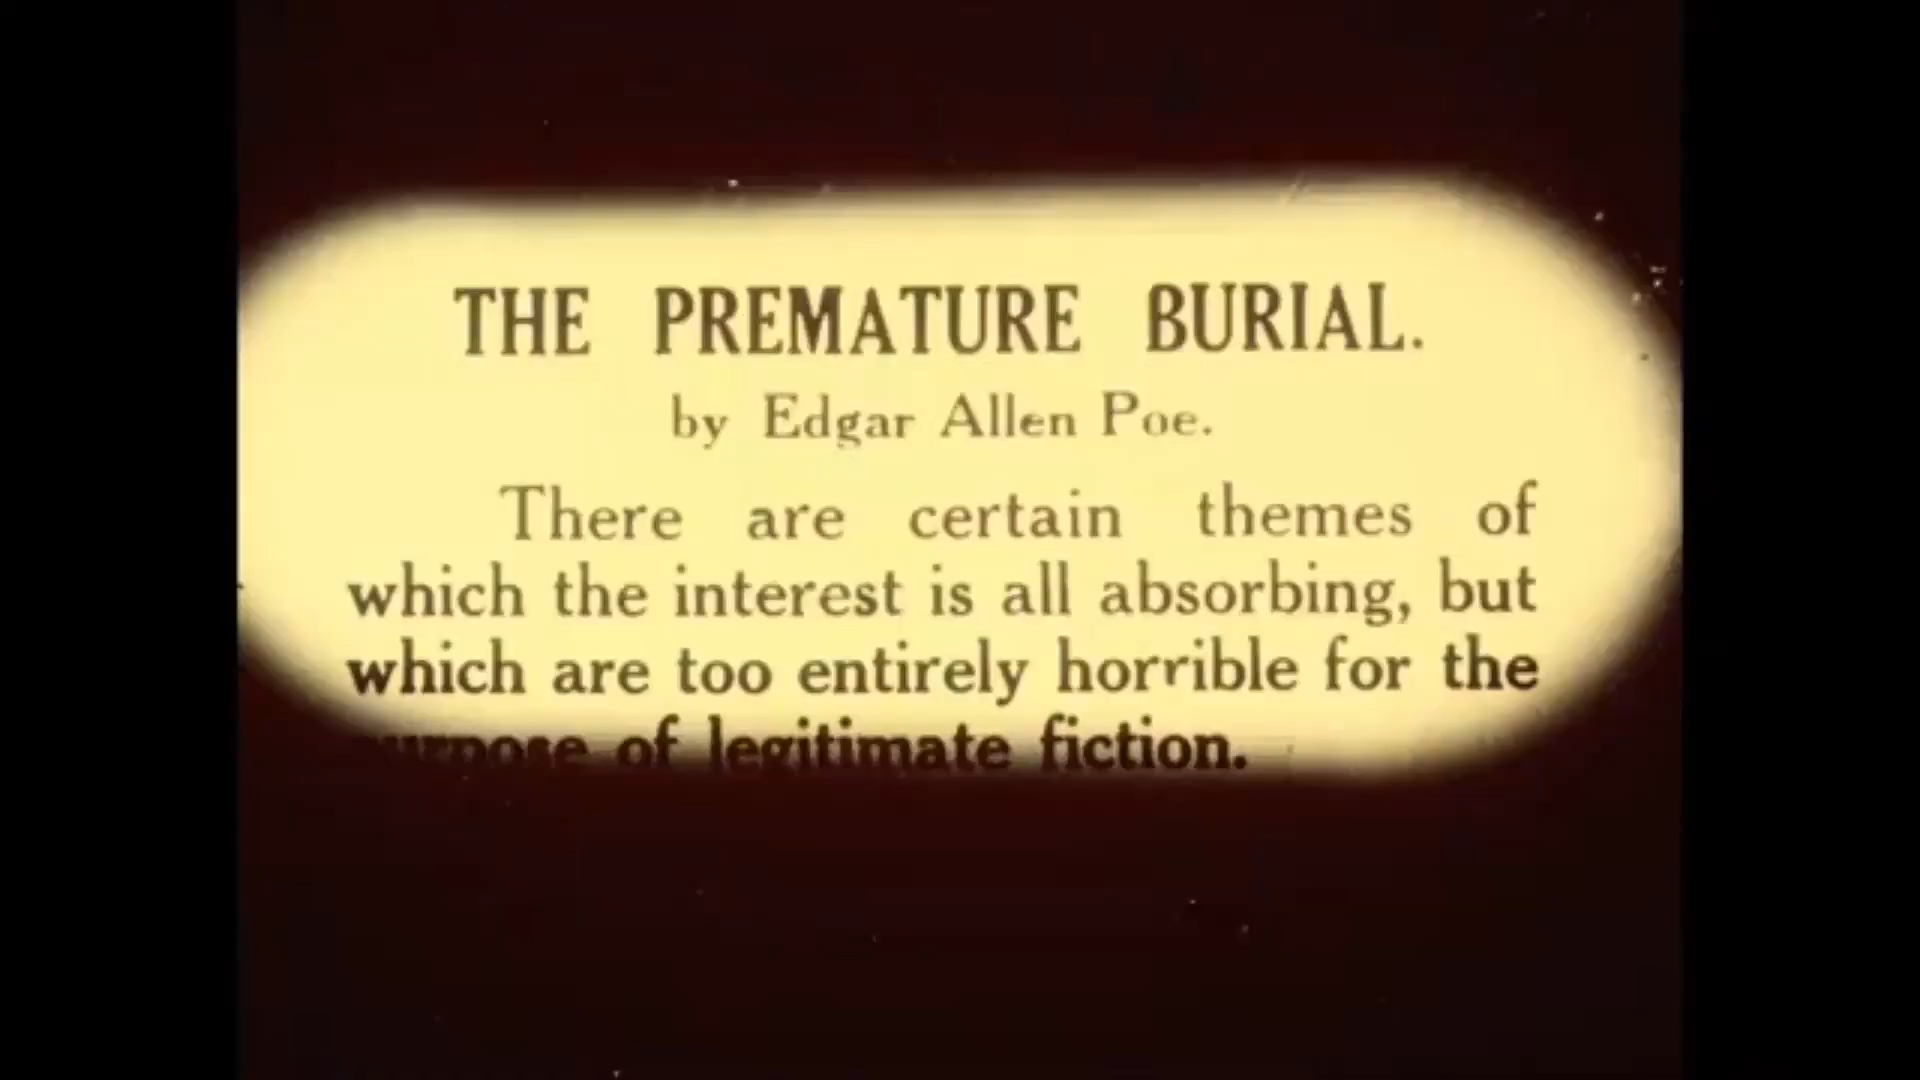 THE PREMATURE BURIAL.
by Edgar Allen Poe.
There are certain themes of
which the interest is all absorbing, but
which are too entirely horrible for the
purpose of legitimate fiction.